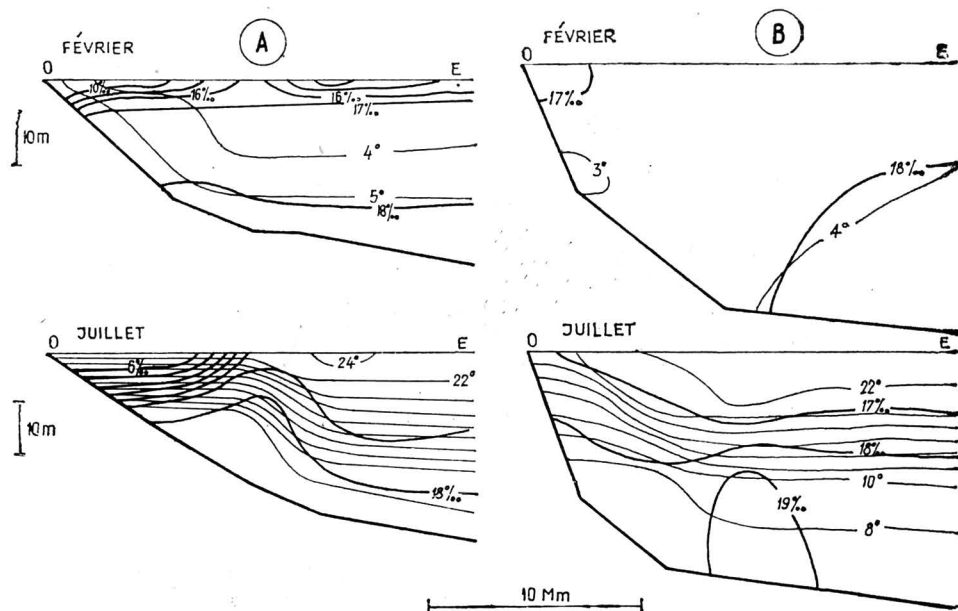 A
FÉVRIER
O
E
10‰
16‰
16‰
17‰
10m
4°
5°
18‰
B
FÉVRIER
O
E
17‰
3°
18‰
4°
JUILLET
O
E
6‰
24°
22°
10m
18‰
JUILLET
O
E
22°
17‰
18‰
10°
19‰
8°
10 Mm